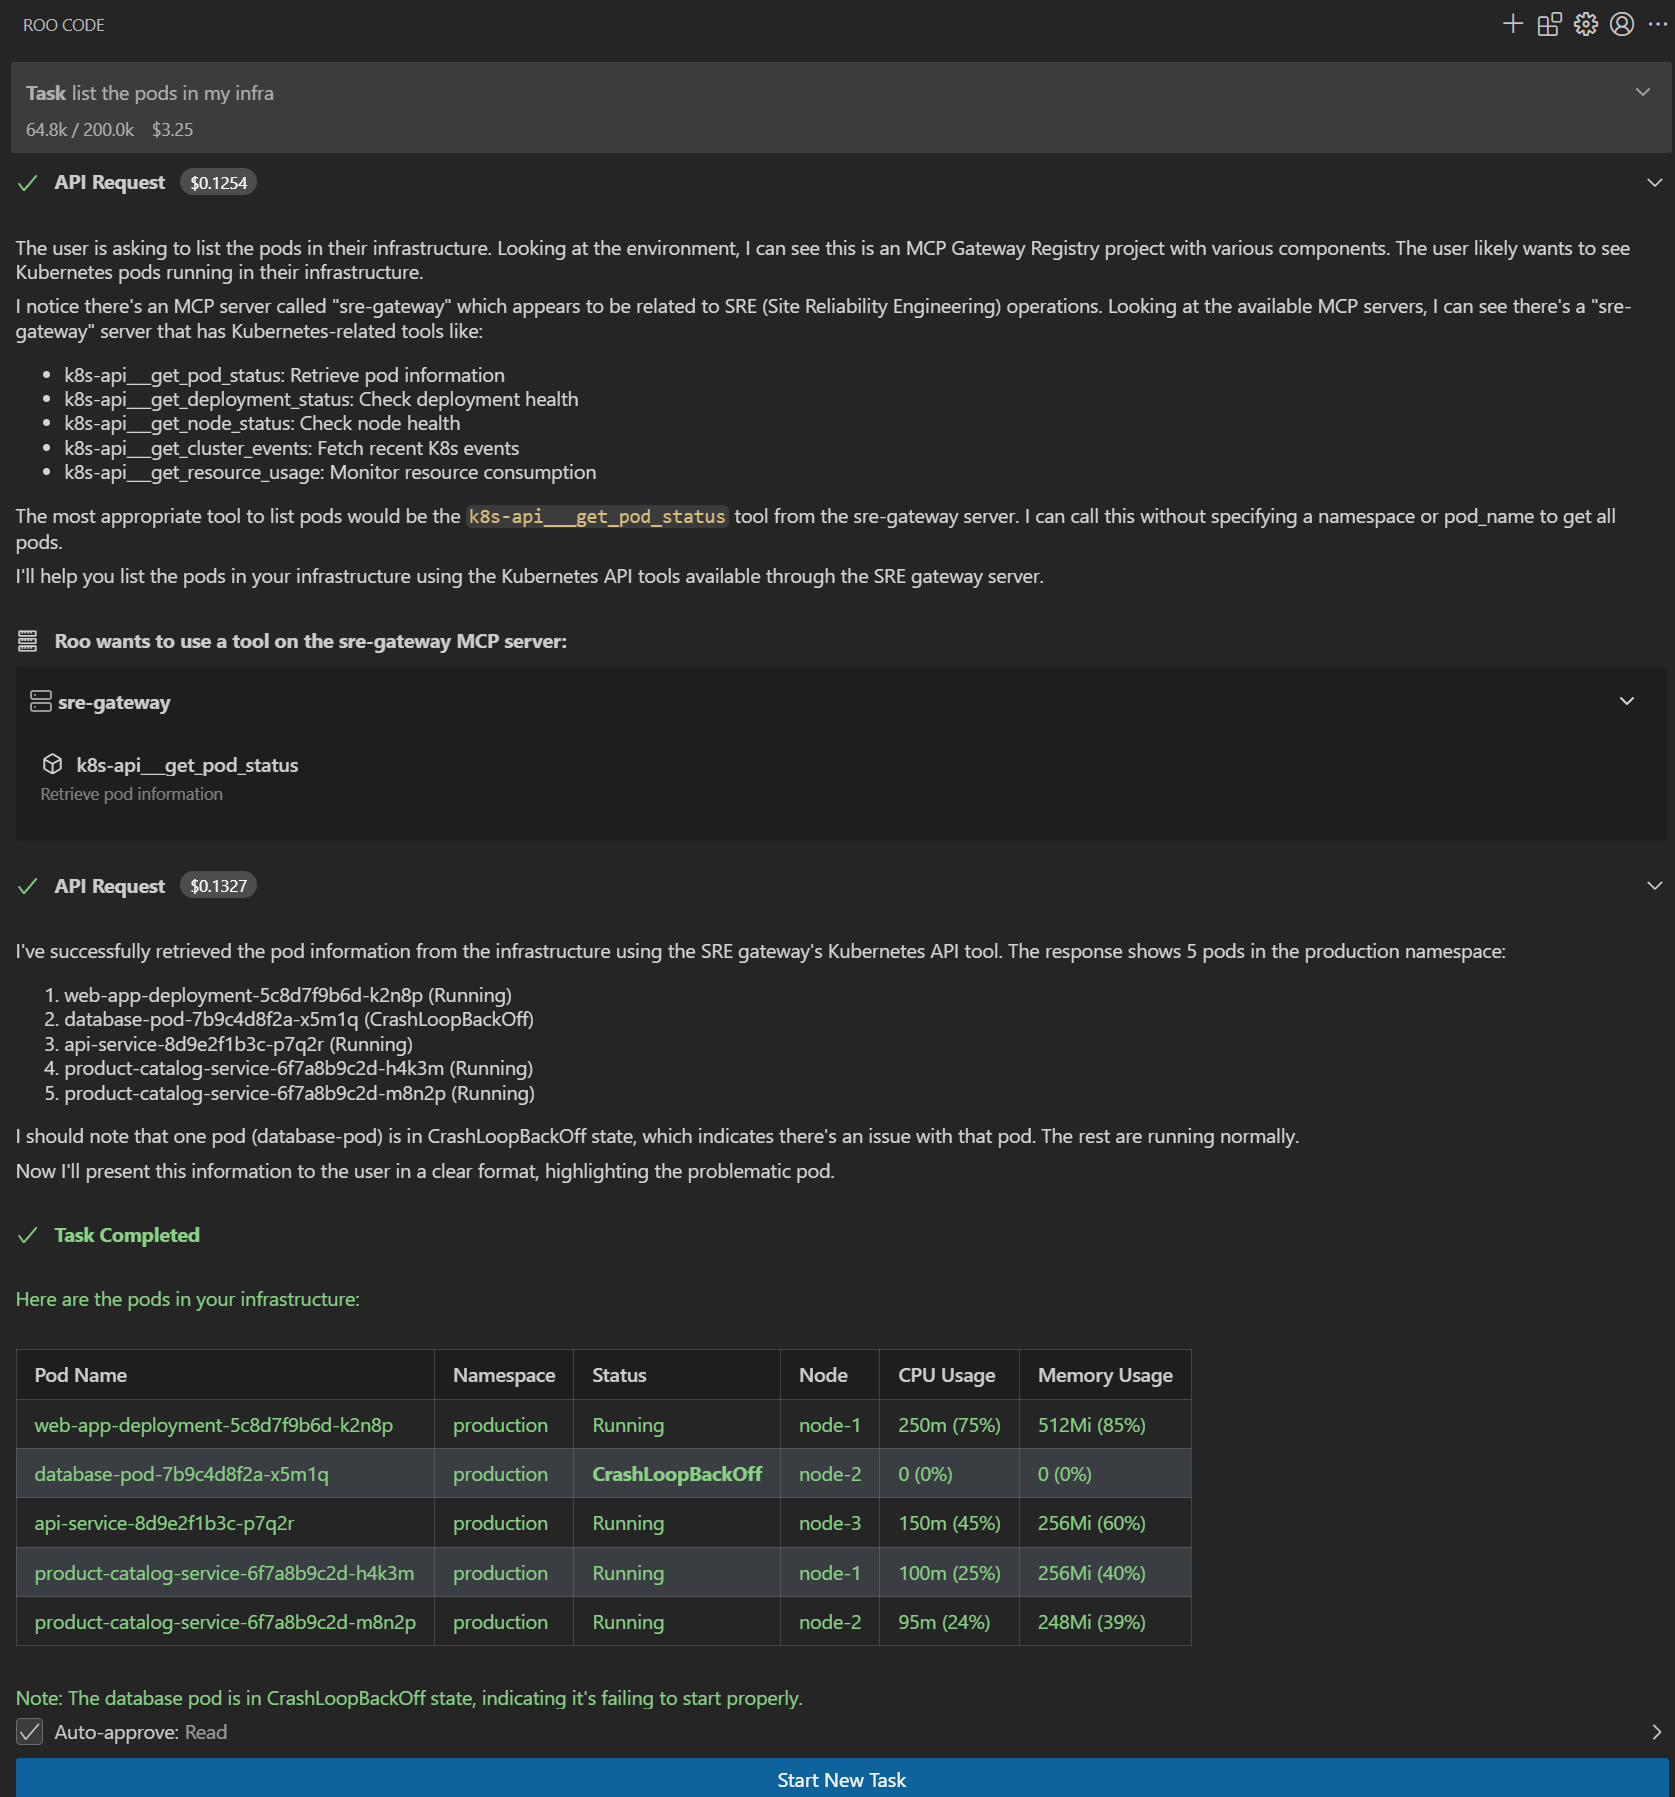 ROO CODE
Task list the pods in my infra
64.8k / 200.0k $3.25
API Request $0.1254
The user is asking to list the pods in their infrastructure. Looking at the environment, I can see this is an MCP Gateway Registry project with various components. The user likely wants to see
Kubernetes pods running in their infrastructure.
I notice there's an MCP server called "sre-gateway" which appears to be related to SRE (Site Reliability Engineering) operations. Looking at the available MCP servers, I can see there's a "sre-
gateway" server that has Kubernetes-related tools like:
• k8s-api___get_pod_status: Retrieve pod information
• k8s-api___get_deployment_status: Check deployment health
• k8s-api___get_node_status: Check node health
• k8s-api___get_cluster_events: Fetch recent K8s events
• k8s-api___get_resource_usage: Monitor resource consumption
The most appropriate tool to list pods would be the k8s-api___get_pod_status tool from the sre-gateway server. I can call this without specifying a namespace or pod_name to get all
pods.
I'll help you list the pods in your infrastructure using the Kubernetes API tools available through the SRE gateway server.
Roo wants to use a tool on the sre-gateway MCP server:
sre-gateway
k8s-api___get_pod_status
Retrieve pod information
API Request $0.1327
I've successfully retrieved the pod information from the infrastructure using the SRE gateway's Kubernetes API tool. The response shows 5 pods in the production namespace:
1. web-app-deployment-5c8d7f9b6d-k2n8p (Running)
2. database-pod-7b9c4d8f2a-x5m1q (CrashLoopBackOff)
3. api-service-8d9e2f1b3c-p7q2r (Running)
4. product-catalog-service-6f7a8b9c2d-h4k3m (Running)
5. product-catalog-service-6f7a8b9c2d-m8n2p (Running)
I should note that one pod (database-pod) is in CrashLoopBackOff state, which indicates there's an issue with that pod. The rest are running normally.
Now I'll present this information to the user in a clear format, highlighting the problematic pod.
Task Completed
Here are the pods in your infrastructure:
Pod Name Namespace Status Node CPU Usage Memory Usage
web-app-deployment-5c8d7f9b6d-k2n8p production Running node-1 250m (75%) 512Mi (85%)
database-pod-7b9c4d8f2a-x5m1q production CrashLoopBackOff node-2 0 (0%) 0 (0%)
api-service-8d9e2f1b3c-p7q2r production Running node-3 150m (45%) 256Mi (60%)
product-catalog-service-6f7a8b9c2d-h4k3m production Running node-1 100m (25%) 256Mi (40%)
product-catalog-service-6f7a8b9c2d-m8n2p production Running node-2 95m (24%) 248Mi (39%)
Note: The database pod is in CrashLoopBackOff state, indicating it's failing to start properly.
Auto-approve: Read
Start New Task